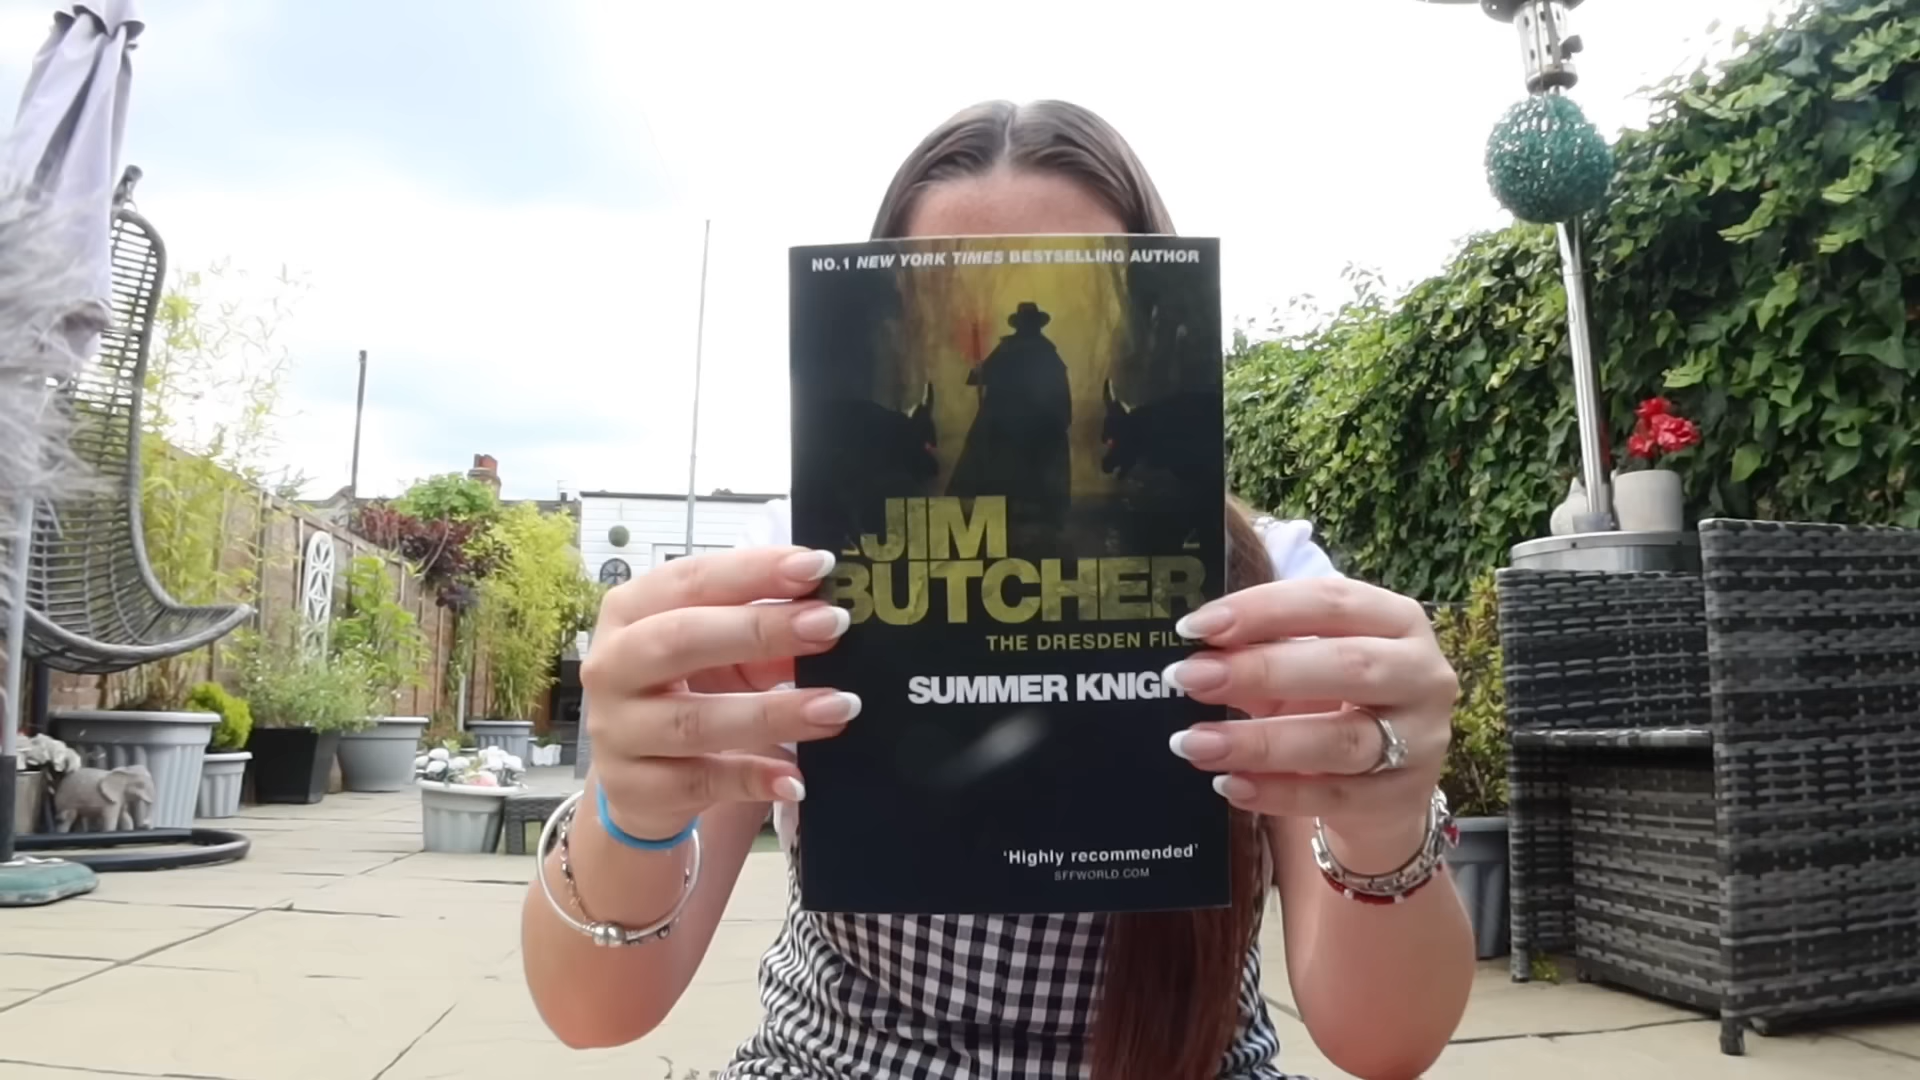 NO.1 NEW YORK TIMES BESTSELLING AUTHOR
JIM
BUTCHER
THE DRESDEN FILE
SUMMER KNIGH
'Highly recommended'
SFFWORLD.COM